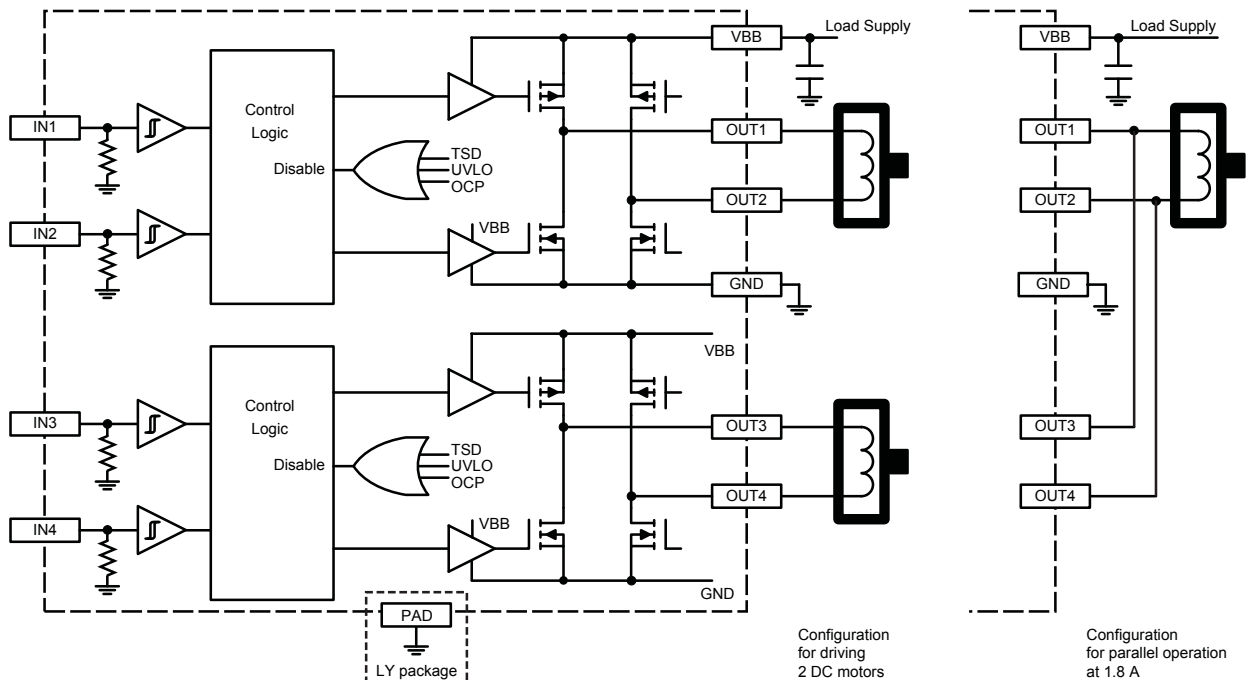 VBB
Load Supply
VBB
Load Supply
IN1
Control
Logic
Disable
TSD
UVLO
OCP
OUT1
OUT1
IN2
VBB
OUT2
OUT2
GND
GND
VBB
IN3
Control
Logic
Disable
TSD
UVLO
OCP
OUT3
OUT3
IN4
VBB
OUT4
OUT4
GND
PAD
LY package
Configuration
for driving
2 DC motors
Configuration
for parallel operation
at 1.8 A